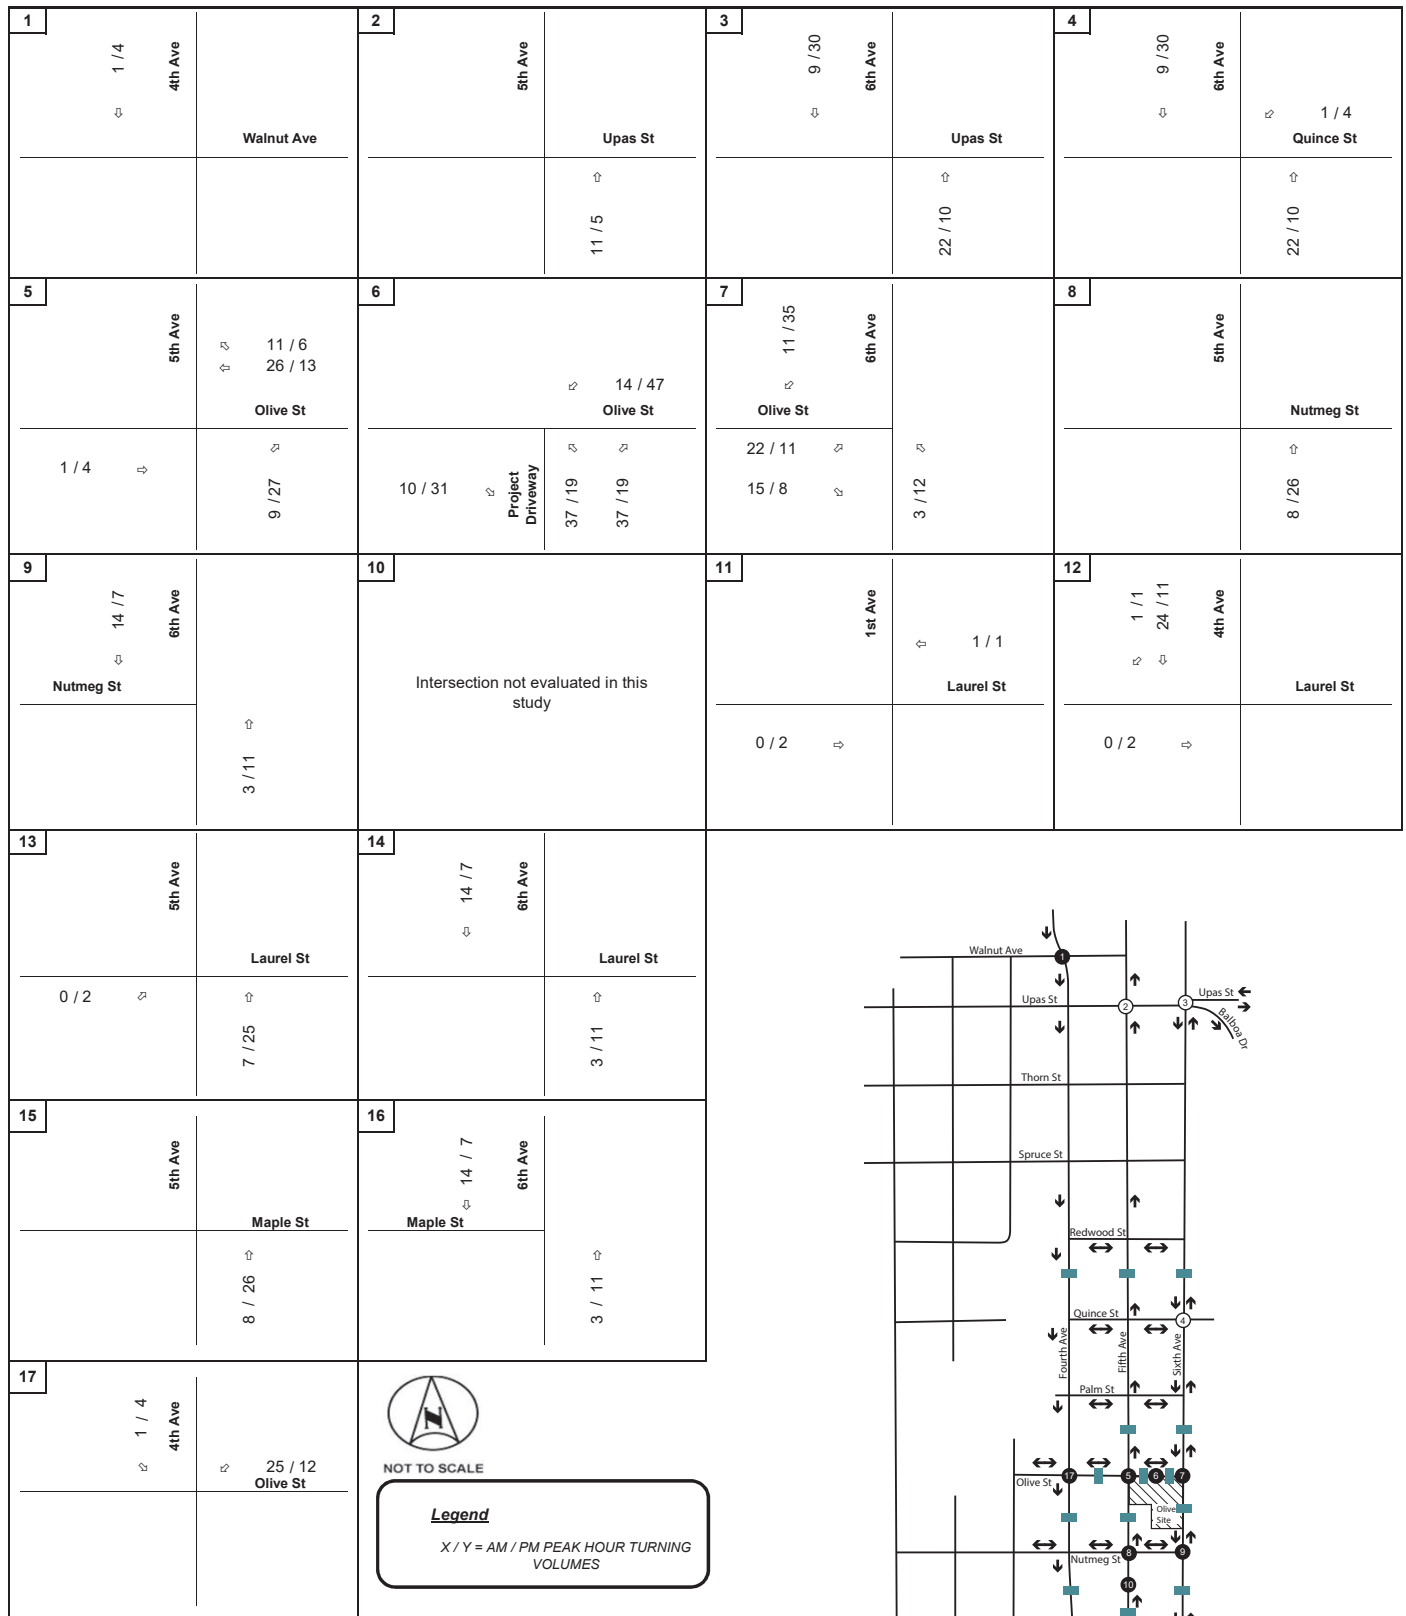 1
1 / 4
4th Ave
Walnut Ave
2
5th Ave
Upas St
11 / 5
3
9 / 30
6th Ave
Upas St
22 / 10
4
9 / 30
6th Ave
1 / 4
Quince St
22 / 10
5
5th Ave
11 / 6
26 / 13
Olive St
1 / 4
9 / 27
6
14 / 47
Olive St
10 / 31
Project
Driveway
37 / 19
37 / 19
7
11 / 35
6th Ave
Olive St
22 / 11
15 / 8
3 / 12
8
5th Ave
Nutmeg St
8 / 26
9
14 / 7
6th Ave
Nutmeg St
3 / 11
10
Intersection not evaluated in this
study
11
1st Ave
1 / 1
Laurel St
0 / 2
12
1 / 1
24 / 11
4th Ave
Laurel St
0 / 2
13
5th Ave
Laurel St
0 / 2
7 / 25
14
14 / 7
6th Ave
Laurel St
3 / 11
15
5th Ave
Maple St
8 / 26
16
14 / 7
6th Ave
Maple St
3 / 11
17
1 / 4
4th Ave
25 / 12
Olive St
N
NOT TO SCALE
Legend
X / Y = AM / PM PEAK HOUR TURNING
VOLUMES
Walnut Ave
1
Upas St
2
3
Upas St
Balboa Dr
Thorn St
Spruce St
Redwood St
Quince St
4
Fourth Ave
Fifth Ave
Sixth Ave
Palm St
Olive St
17
5
6
7
Olive
Site
Nutmeg St
8
9
10